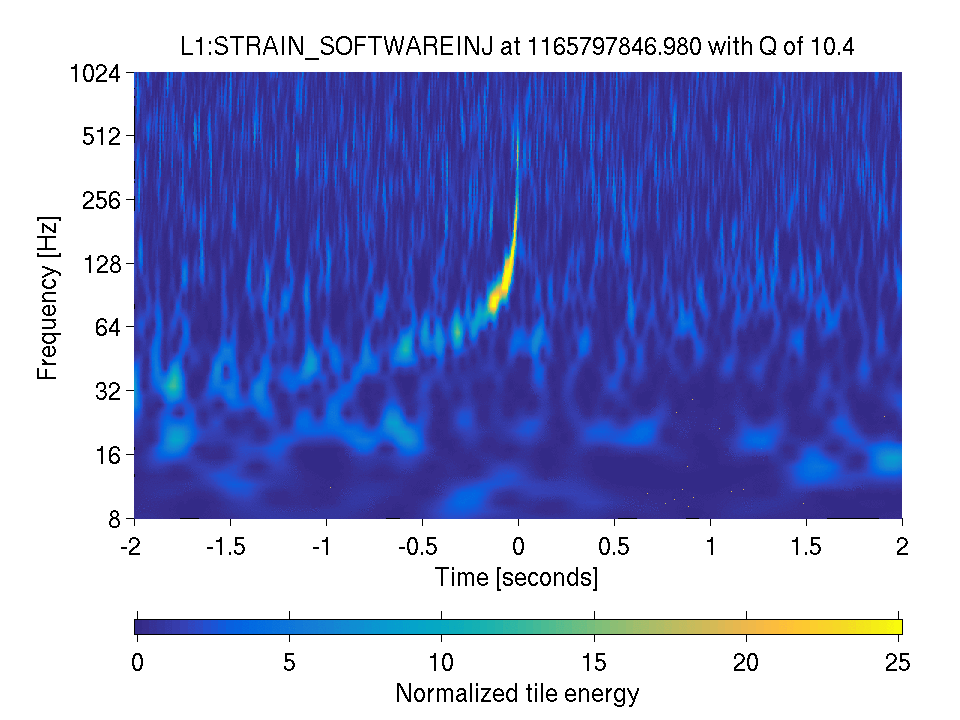 L1:STRAIN_SOFTWAREINJ at 1165797846.980 with Q of 10.4
1024
512
256
128
64
32
16
8
Frequency [Hz]
-2 -1.5 -1 -0.5 0 0.5 1 1.5 2
Time [seconds]
0 5 10 15 20 25
Normalized tile energy